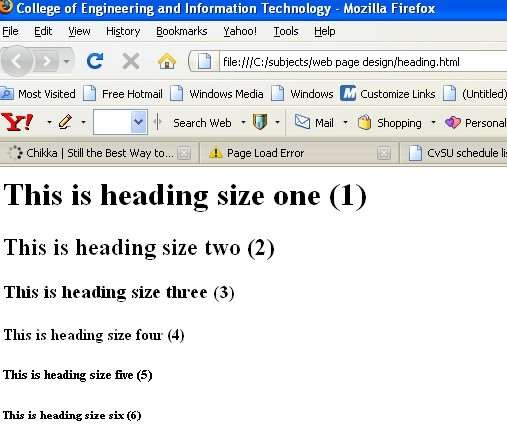 College of Engineering and Information Technology - Mozilla Firefox
File Edit View History Bookmarks Yahoo! Tools Help
file:///C:/subjects/web page design/heading.html
Most Visited Free Hotmail Windows Media Windows Customize Links (Untitled)
Y! Search Web Mail Shopping Personal
Chikka | Still the Best Way to... Page Load Error CvSU schedule lis
This is heading size one (1)
This is heading size two (2)
This is heading size three (3)
This is heading size four (4)
This is heading size five (5)
This is heading size six (6)